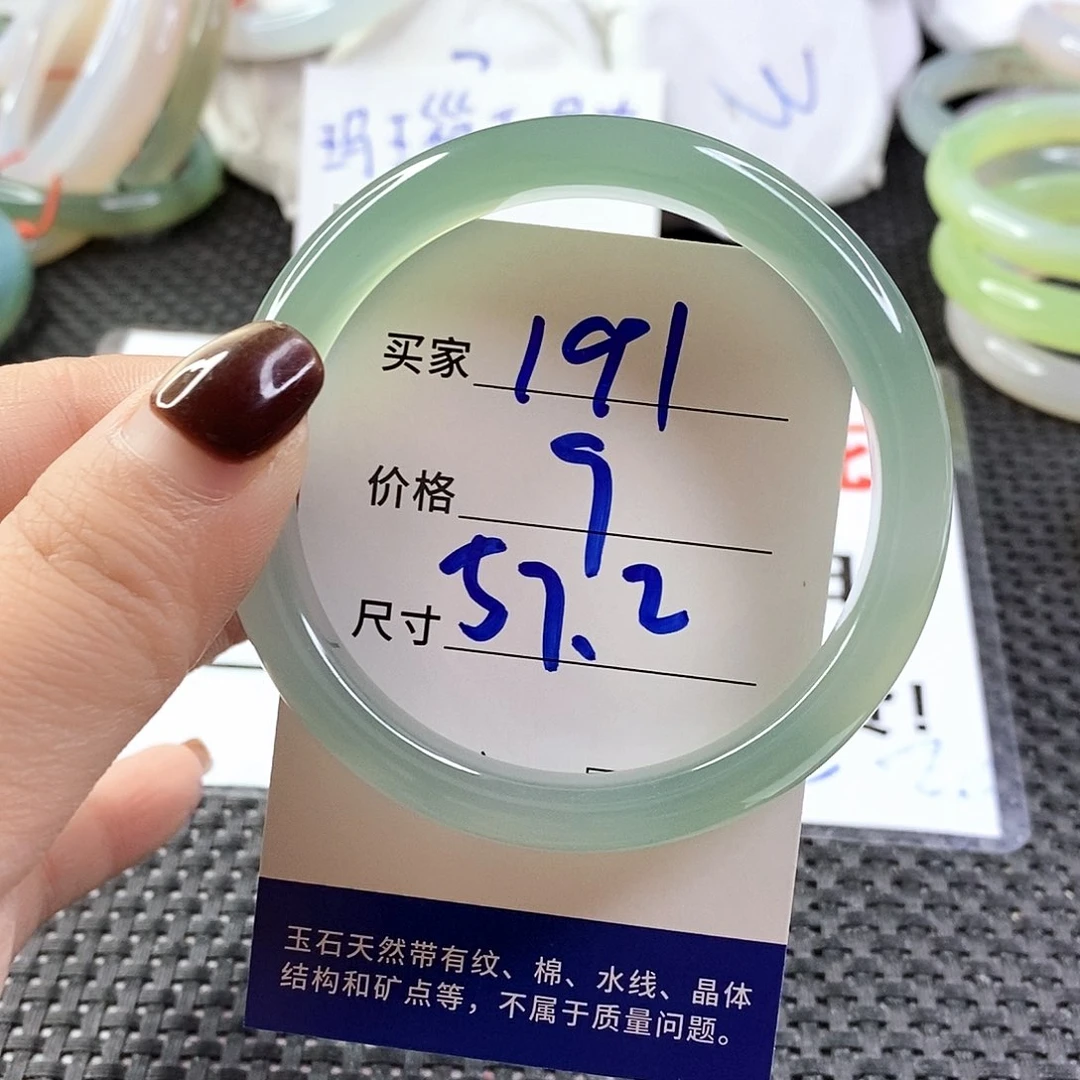 买家 191
价格 9
尺寸 57.2
玉石天然带有纹、棉、水线、晶体
结构和矿点等，不属于质量问题。